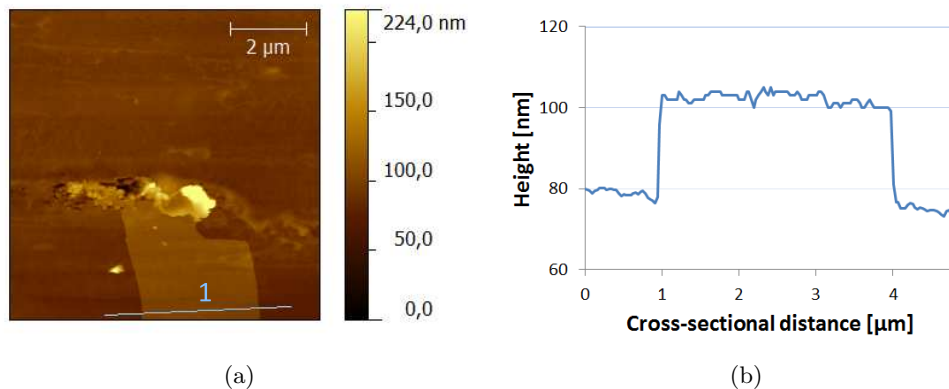 2 µm
1
224,0 nm
150,0
100,0
50,0
0,0
(a)
Height [nm]
120
100
80
60
0 1 2 3 4
Cross-sectional distance [µm]
(b)